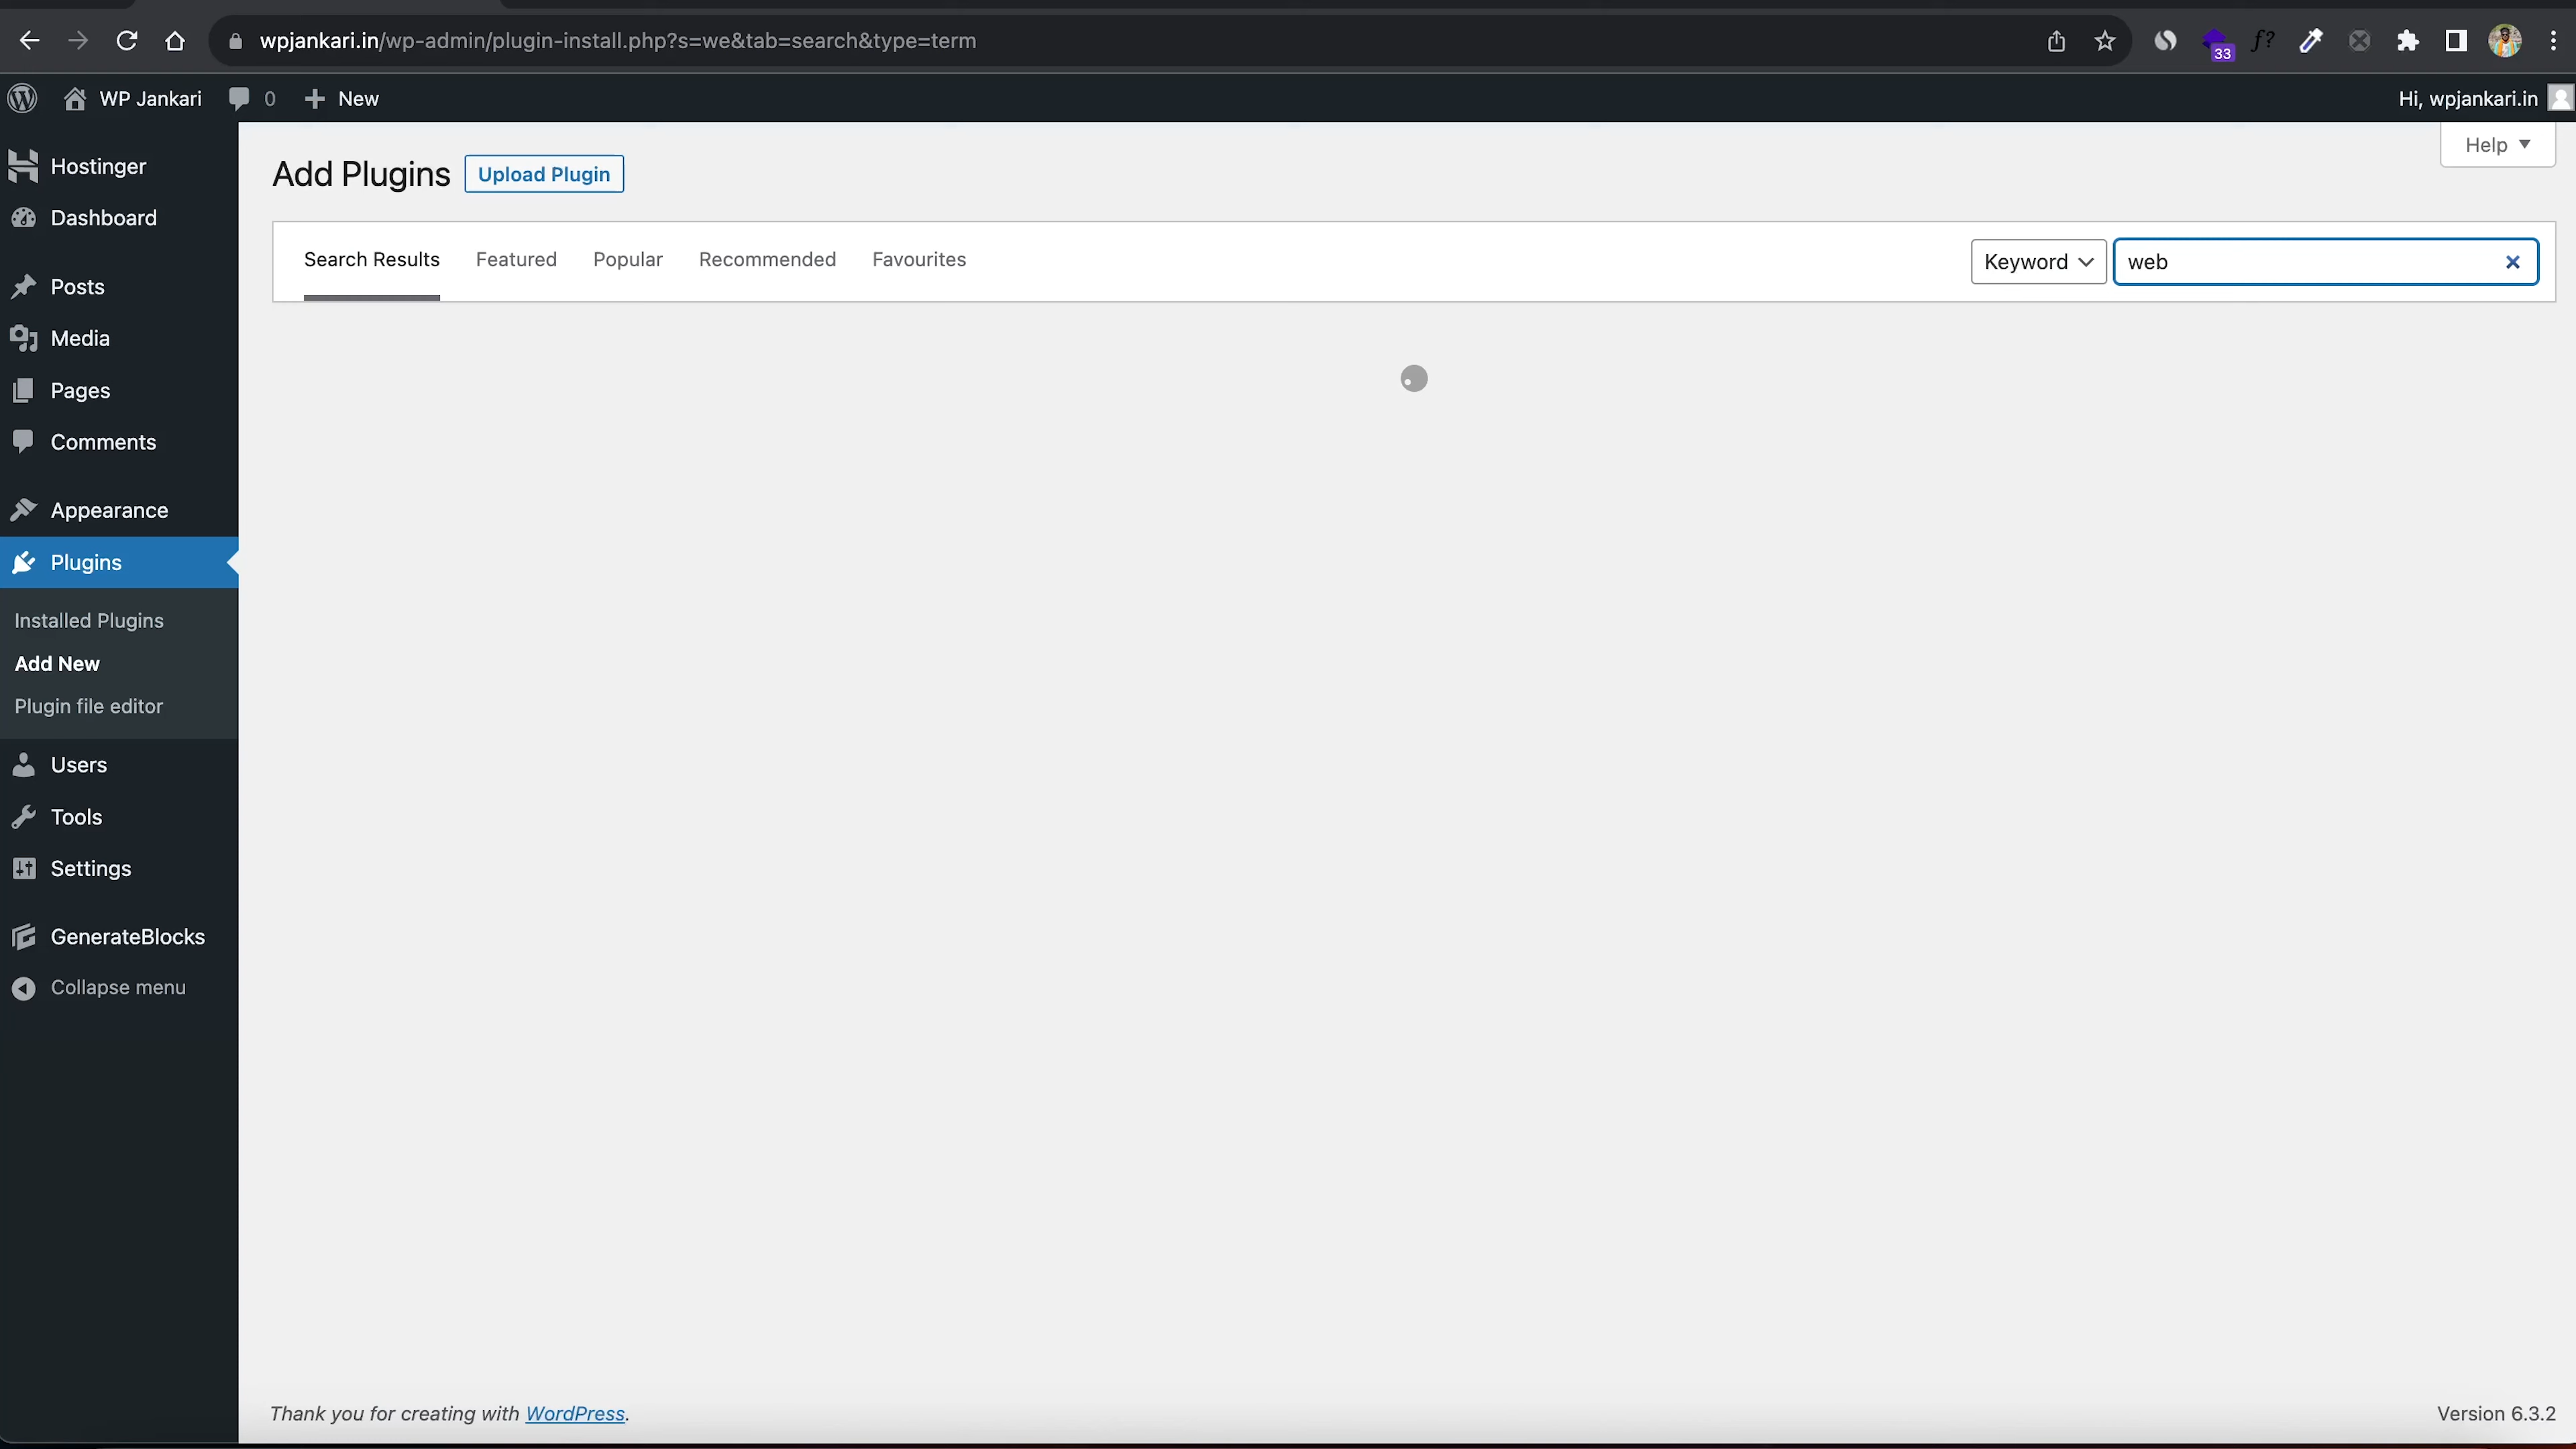 wpjankari.in/wp-admin/plugin-install.php?s=we&tab=search&type=term
33
f?
WP Jankari
0
New
Hi, wpjankari.in
Hostinger
Dashboard
Posts
Media
Pages
Comments
Appearance
Plugins
Installed Plugins
Add New
Plugin file editor
Users
Tools
Settings
GenerateBlocks
Collapse menu
Add Plugins
Upload Plugin
Help
Search Results
Featured
Popular
Recommended
Favourites
Keyword
web
Thank you for creating with WordPress.
Version 6.3.2